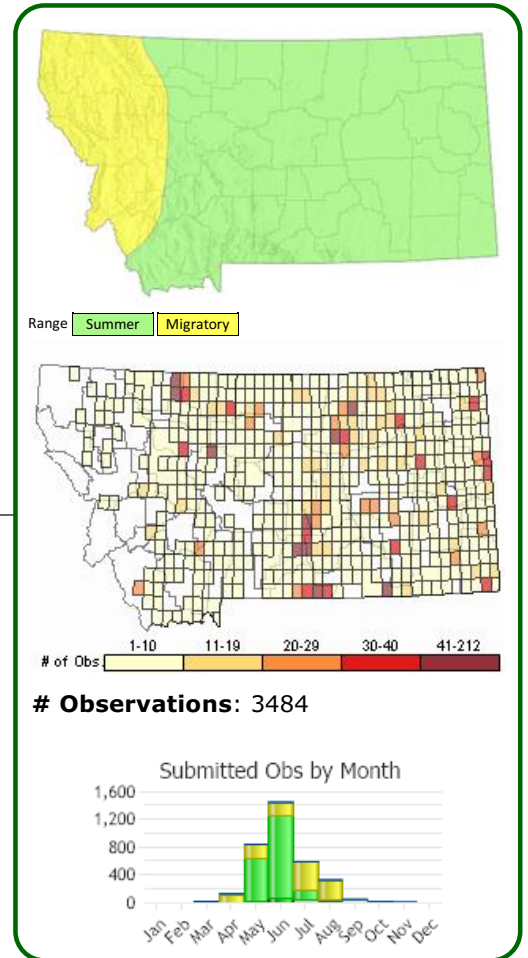 Range Summer Migratory
1-10 11-19 20-29 30-40 41-212
# of Obs.
# Observations: 3484
Submitted Obs by Month
1,600
1,200
800
400
0
Jan Feb Mar Apr May Jun Jul Aug Sep Oct Nov Dec